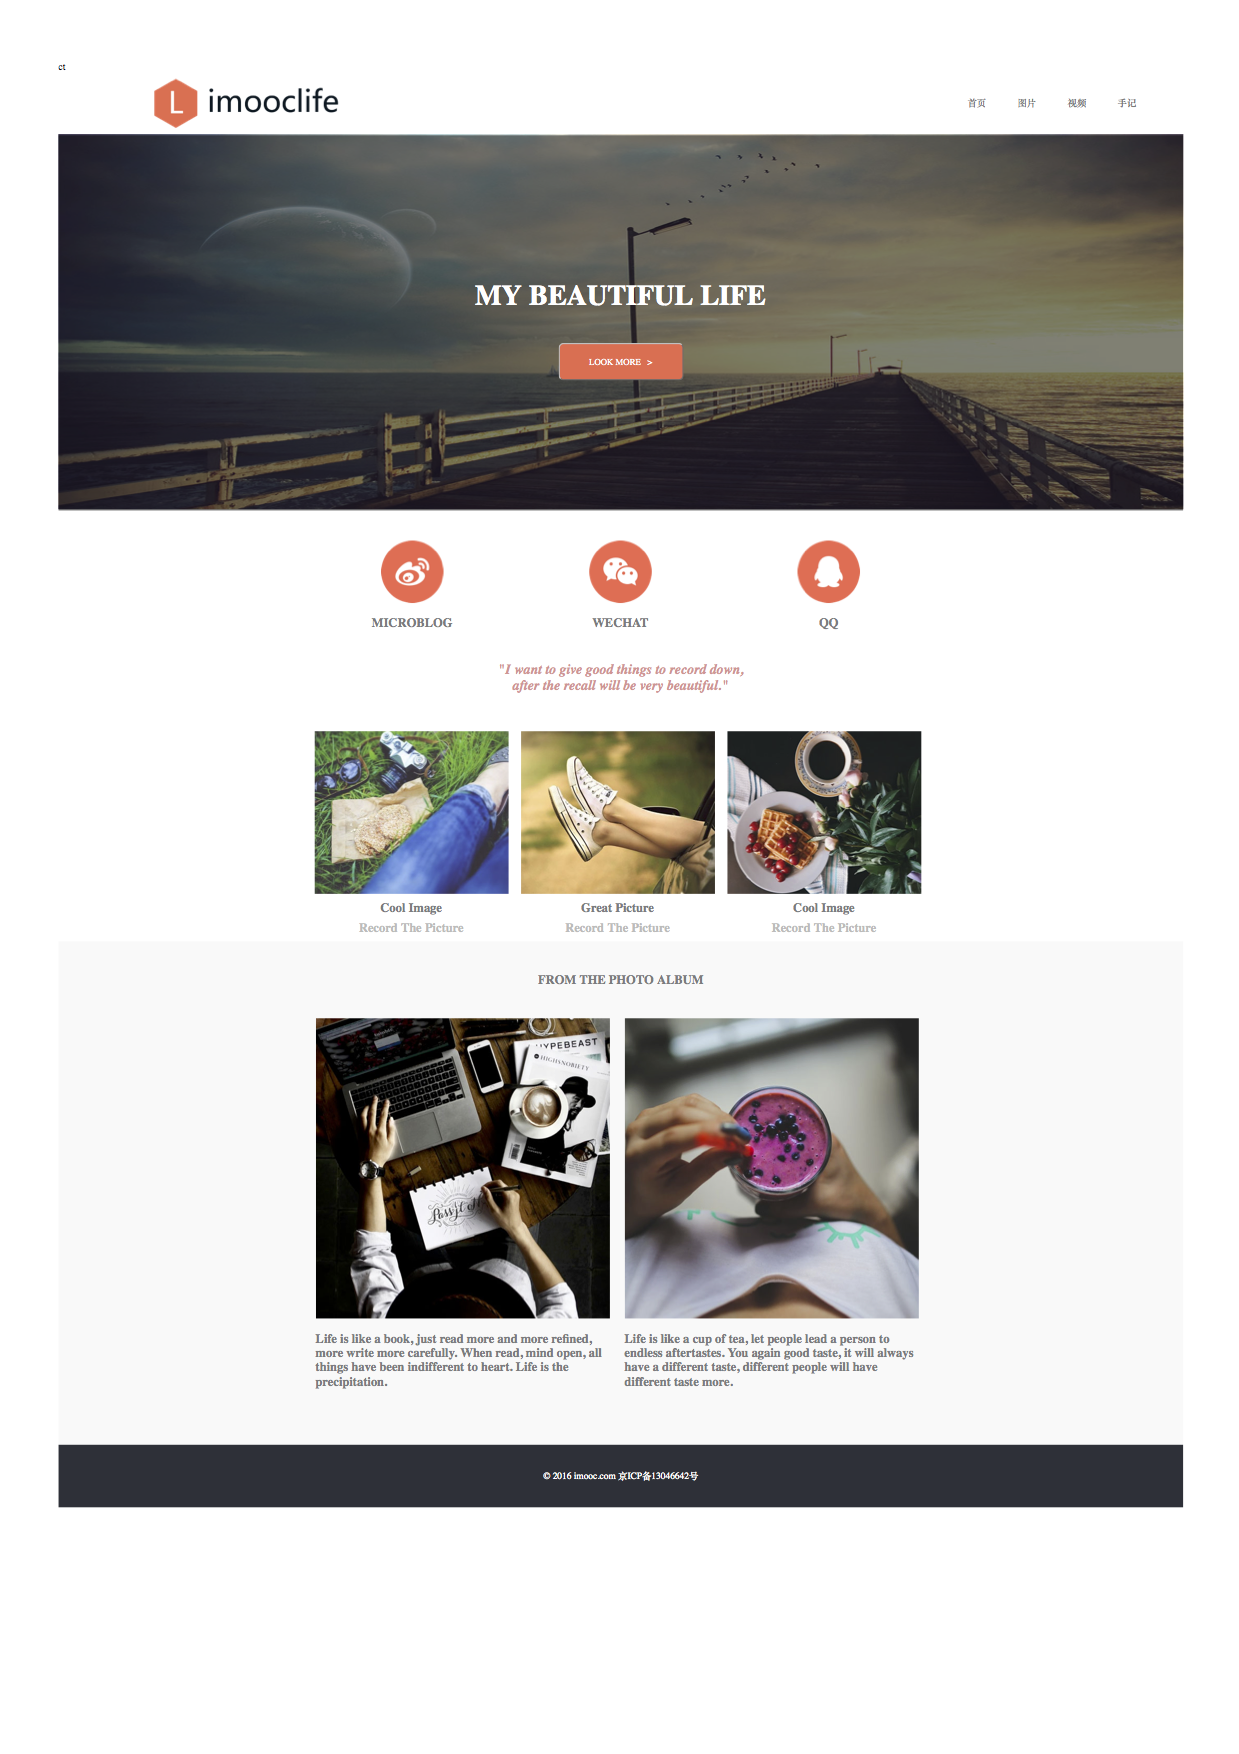 ct
L imooclife
首页 图片 视频 手记
MY BEAUTIFUL LIFE
LOOK MORE >
MICROBLOG WECHAT QQ
"I want to give good things to record down,
after the recall will be very beautiful."
Cool Image Great Picture Cool Image
Record The Picture Record The Picture Record The Picture
FROM THE PHOTO ALBUM
HYPEBEAST
HIGHSNOBIETY
Life is like a book, just read more and more refined,
more write more carefully. When read, mind open, all
things have been indifferent to heart. Life is the
precipitation.
Life is like a cup of tea, let people lead a person to
endless aftertastes. You again good taste, it will always
have a different taste, different people will have
different taste more.
© 2016 imooc.com 京ICP备13046642号